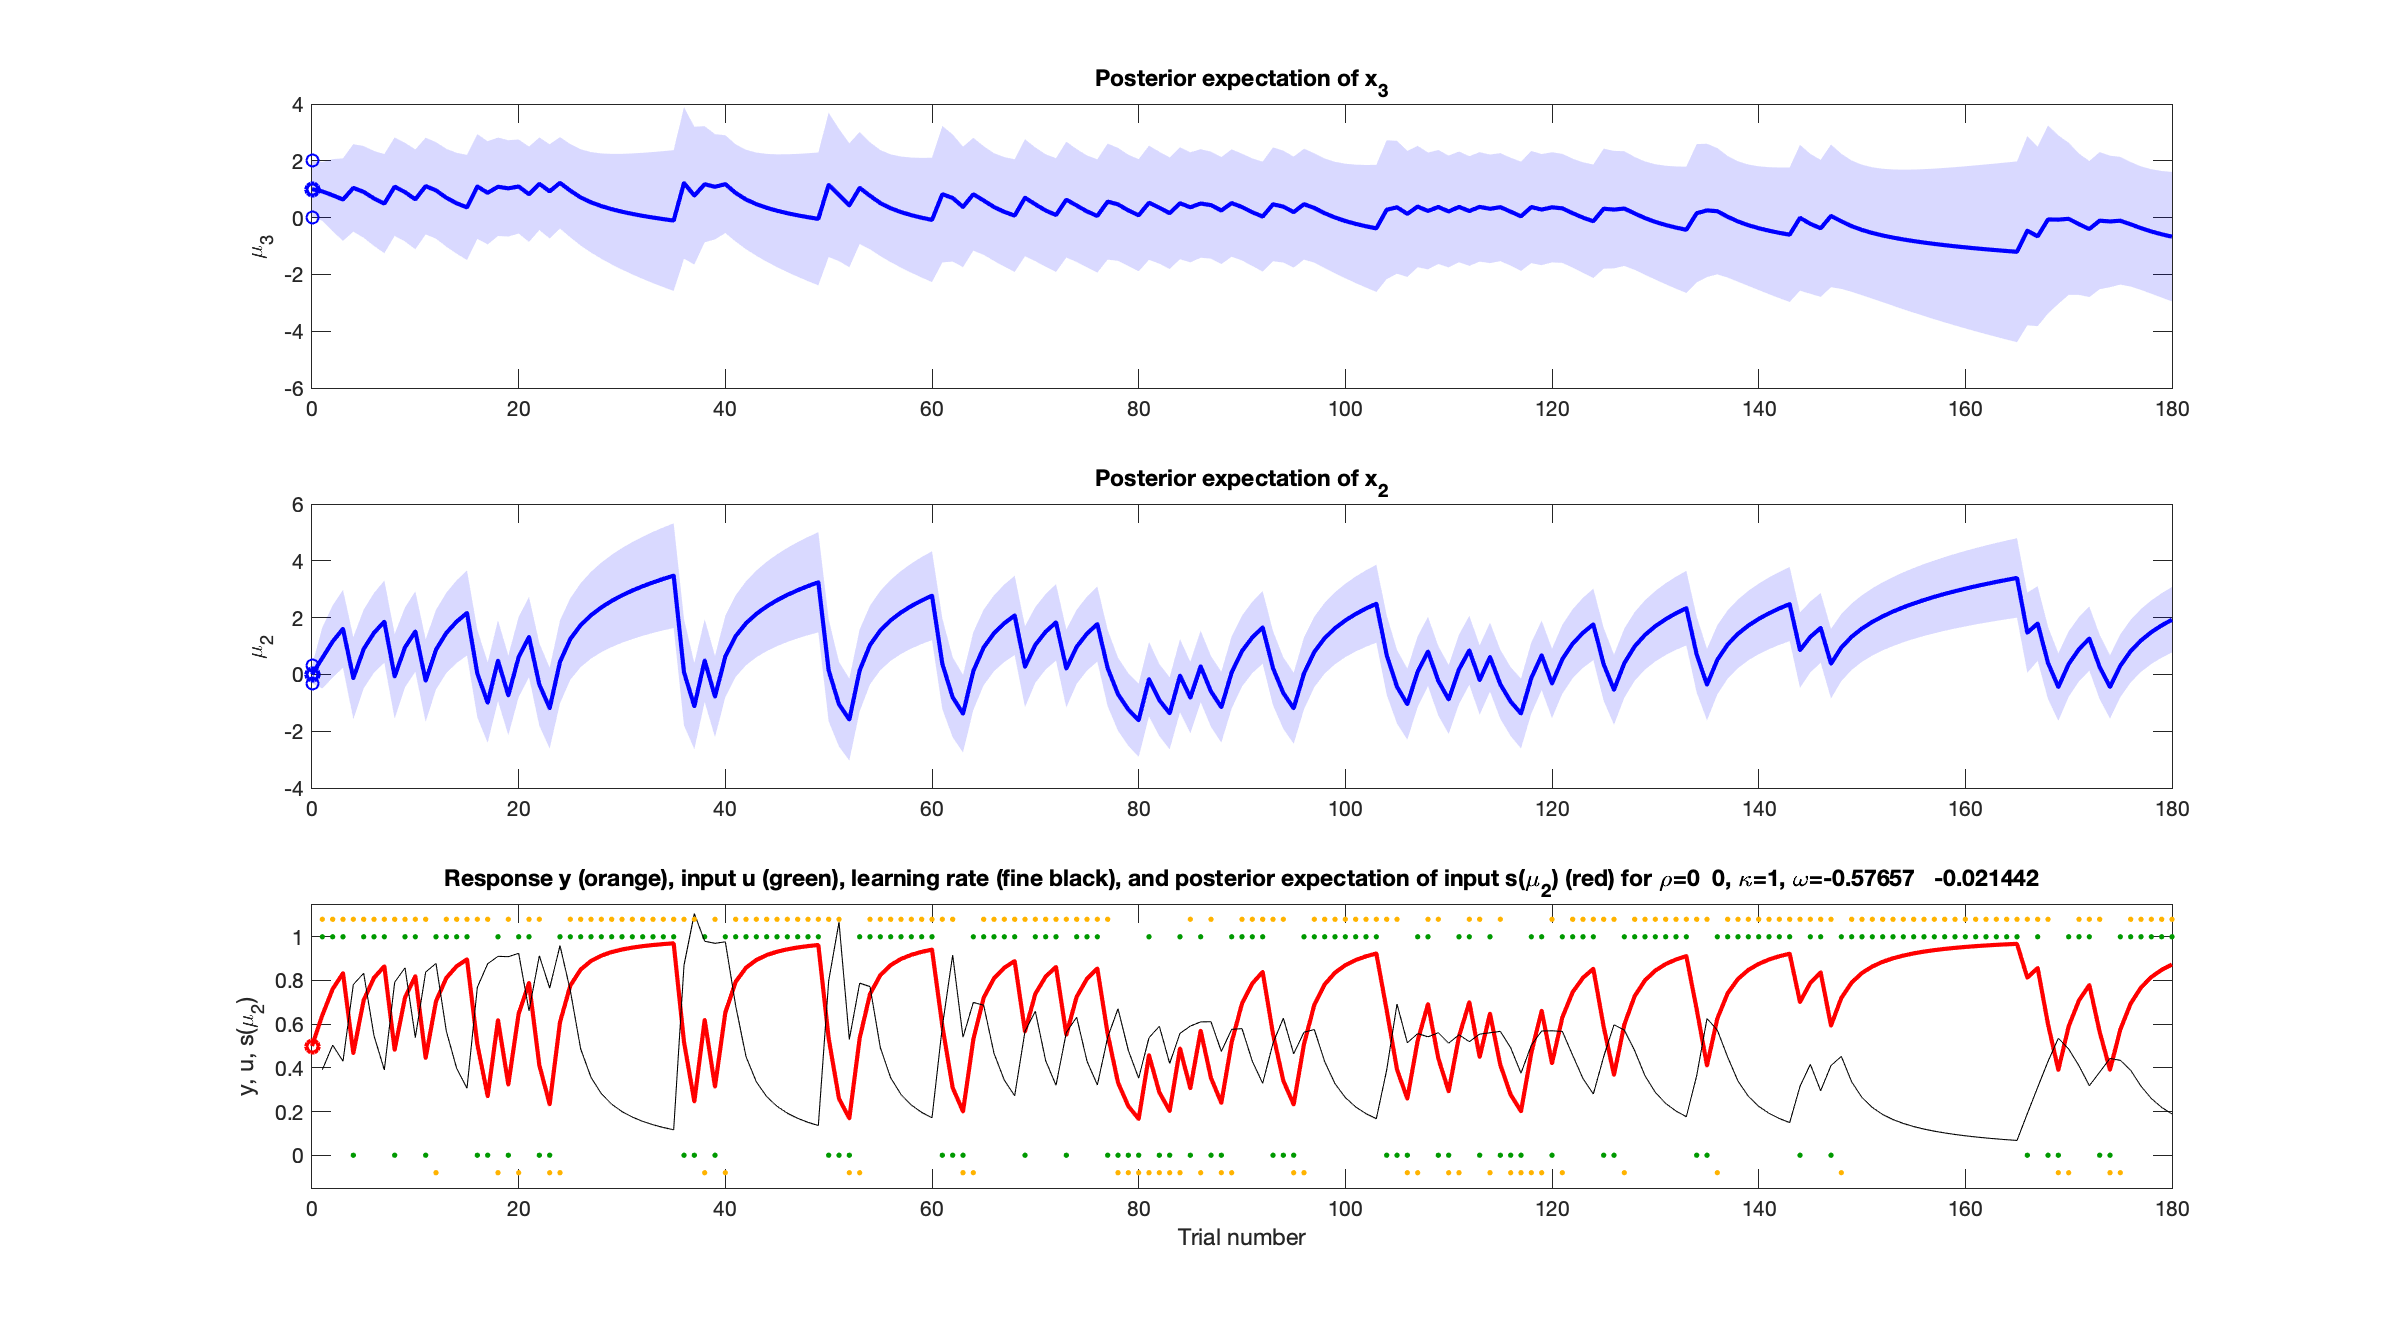 Posterior expectation of x3
4
2
0
-2
-4
-6
μ3
0 20 40 60 80 100 120 140 160 180
Posterior expectation of x2
6
4
2
0
-2
-4
μ2
0 20 40 60 80 100 120 140 160 180
Response y (orange), input u (green), learning rate (fine black), and posterior expectation of input s(μ2) (red) for ρ=0 0, κ=1, ω=-0.57657 -0.021442
1
0.8
0.6
0.4
0.2
0
y, u, s(μ2)
0 20 40 60 80 100 120 140 160 180
Trial number